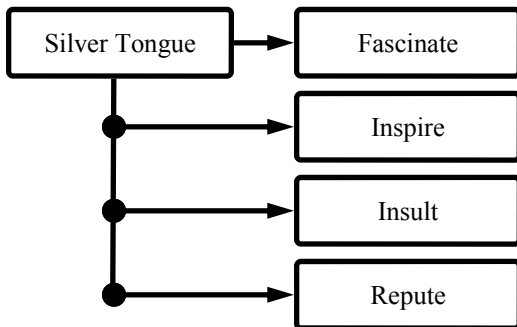 Silver Tongue
Fascinate
Inspire
Insult
Repute